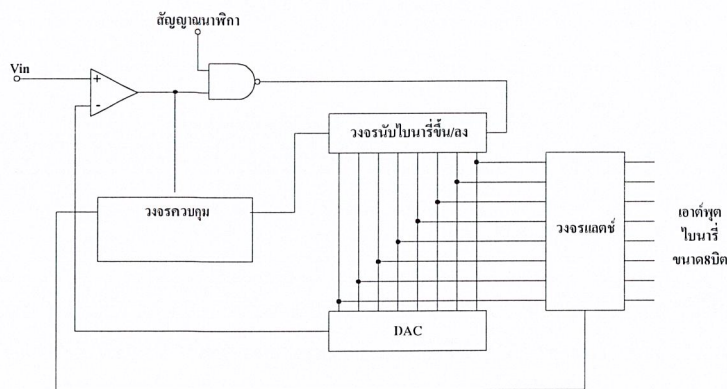 สัญญาณนาฬิกา
Vin
+
-
วงจรนับไบนารี่ขึ้น/ลง
วงจรควบคุม
วงจรแลตช์
เอาต์พุต
ไบนารี่
ขนาด8บิต
DAC